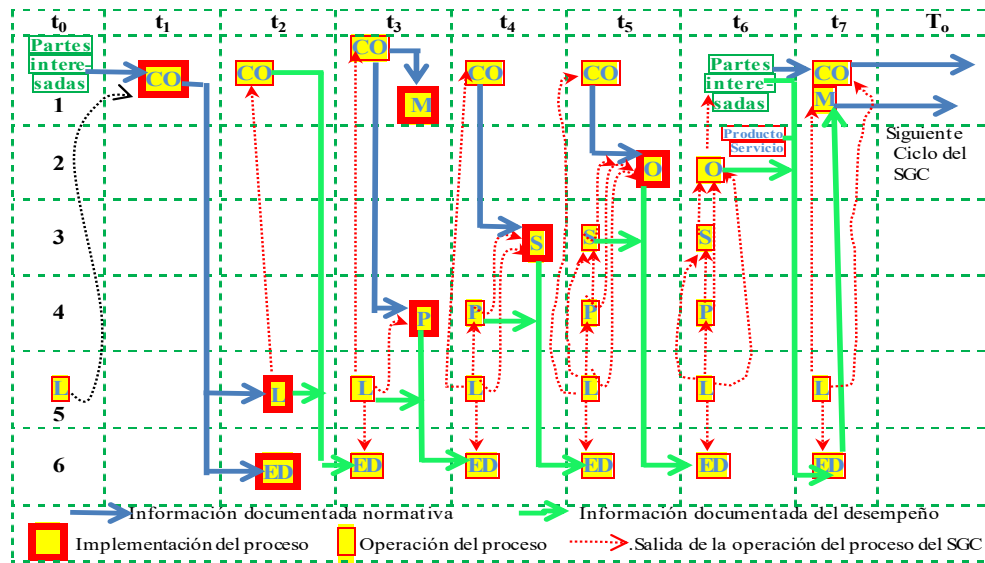 t0 t1 t2 t3 t4 t5 t6 t7 To
Partes
intere-
sadas
CO
CO
CO
M
CO
CO
Partes
intere-
sadas
CO
M
1
Producto
Servicio
Siguiente
Ciclo del
SGC
2
O
O
3
S
S
S
4
P
P
P
P
L
L
L
L
L
L
L
5
6
ED
ED
ED
ED
ED
ED
Información documentada normativa
Información documentada del desempeño
Implementación del proceso
Operación del proceso
.Salida de la operación del proceso del SGC